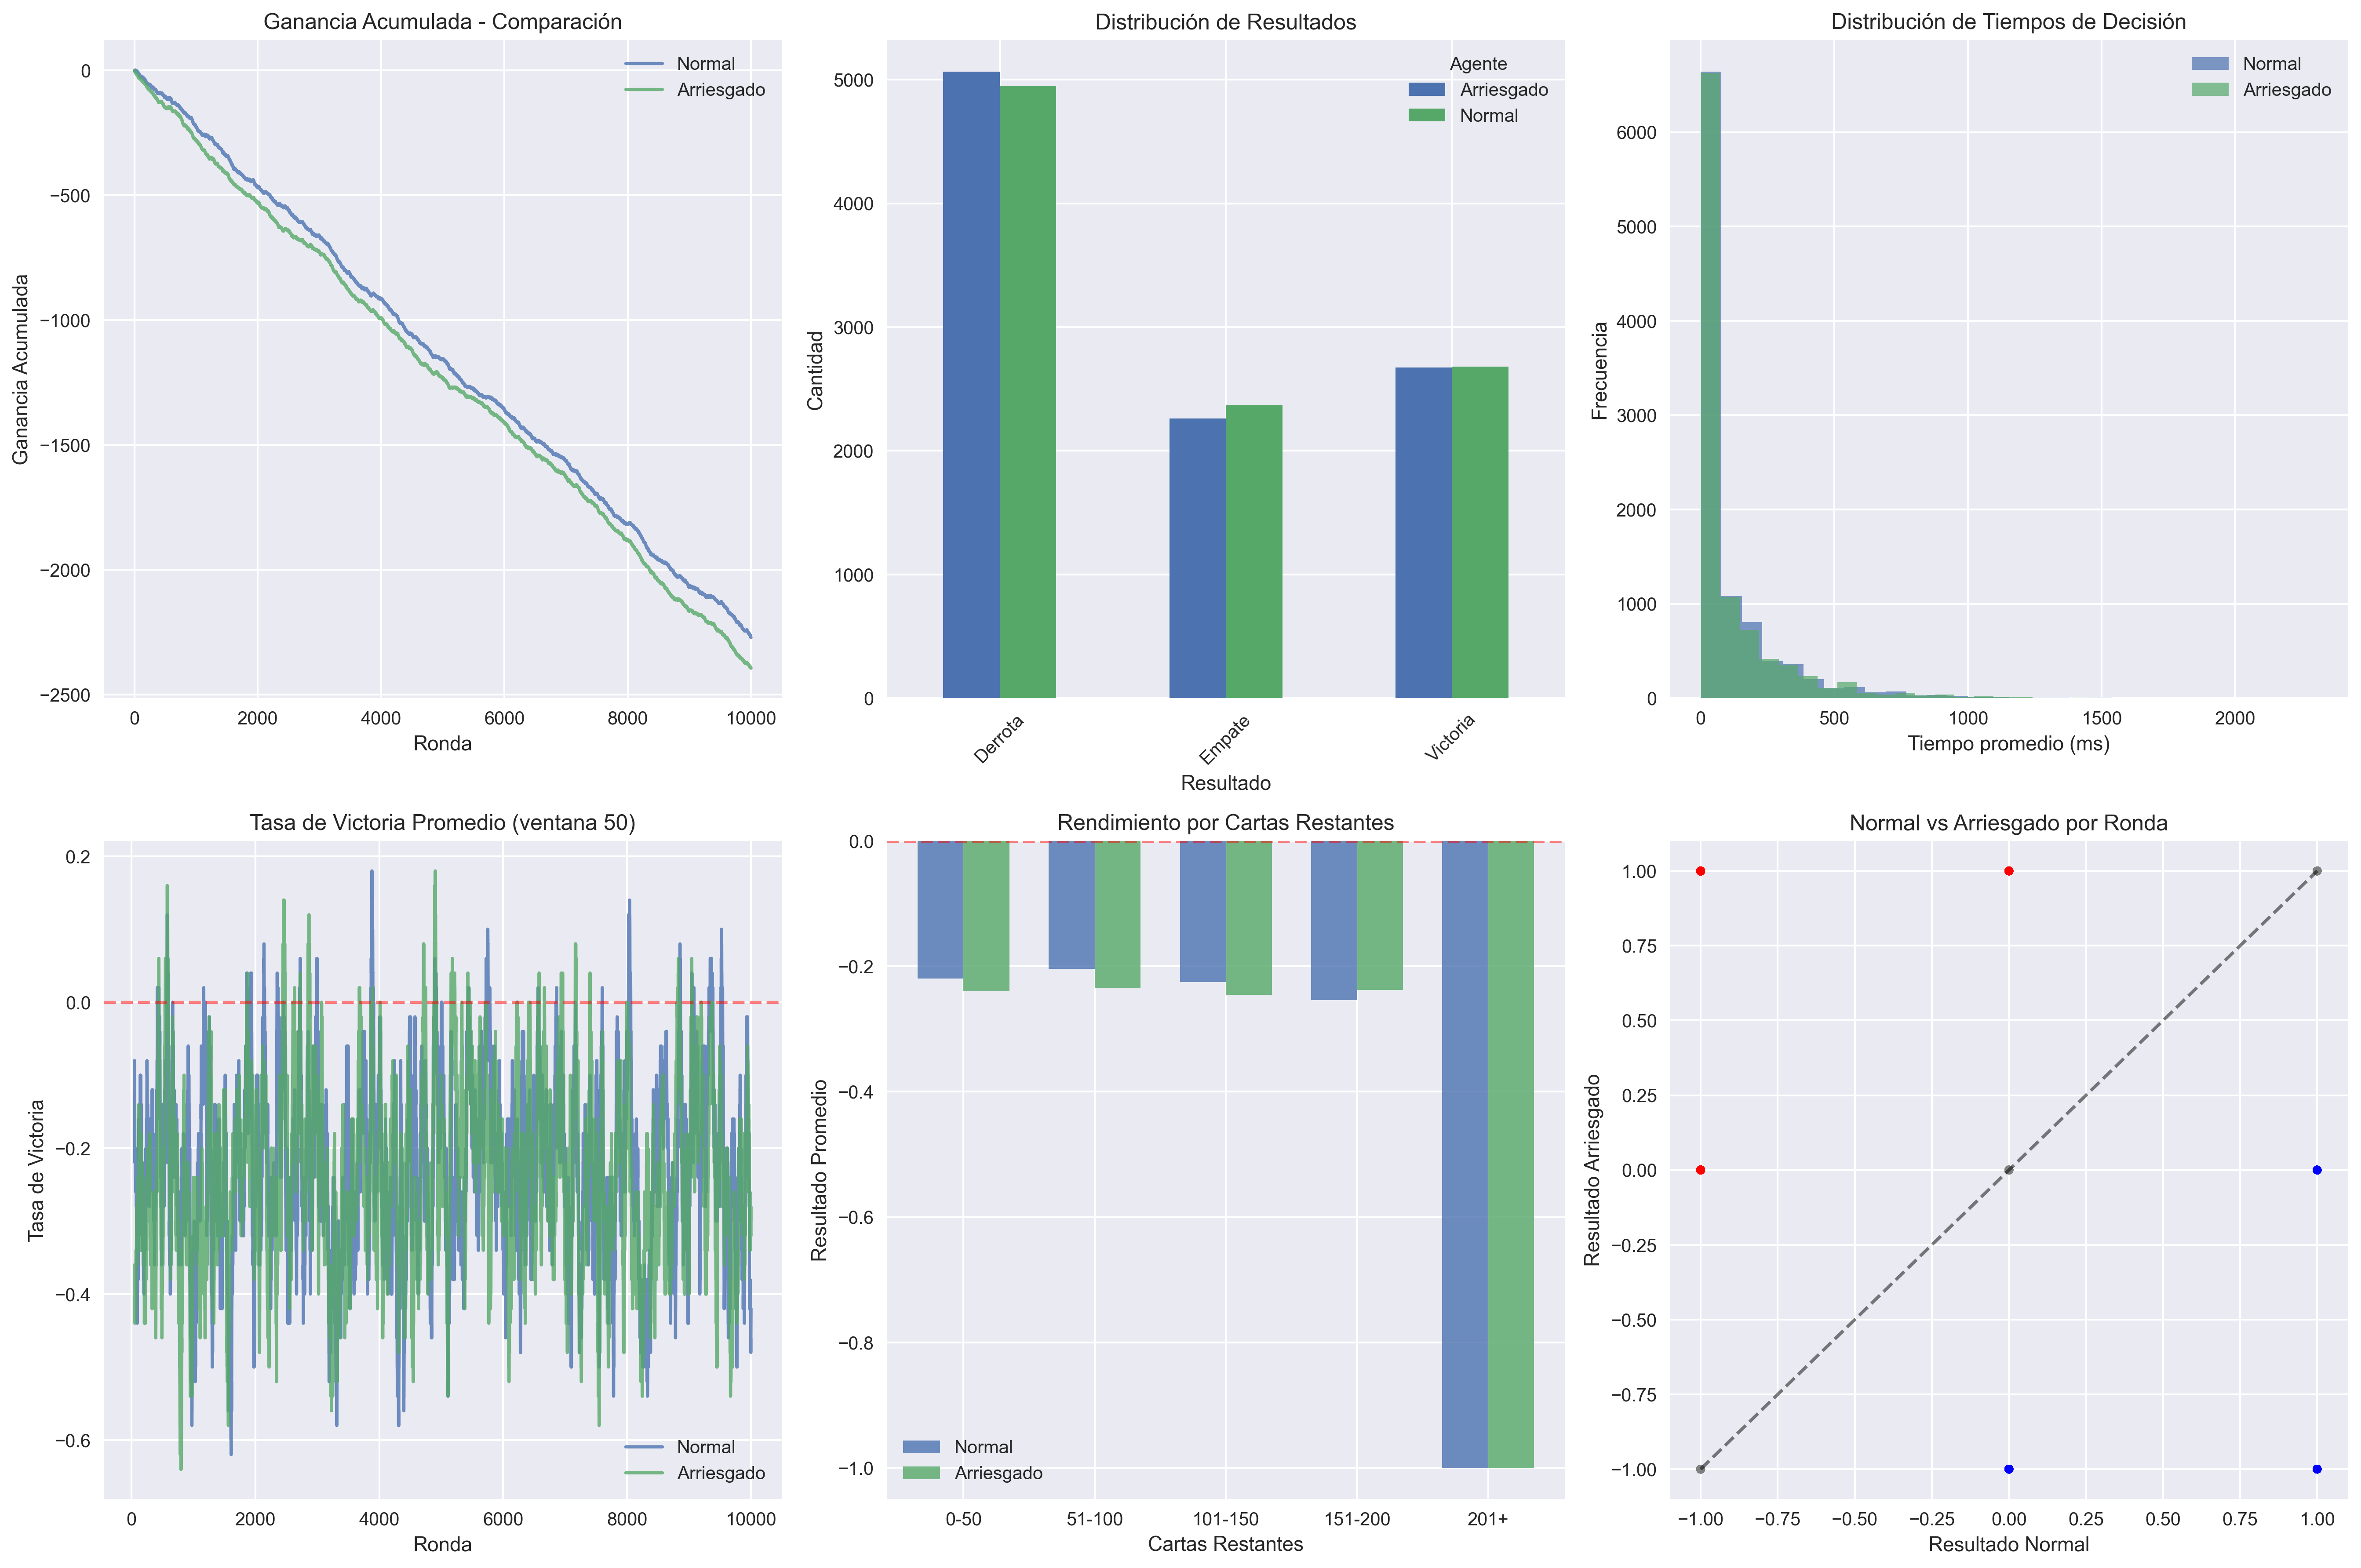 Ganancia Acumulada - Comparación
Normal
Arriesgado
0
−500
−1000
−1500
−2000
−2500
Ganancia Acumulada
0 2000 4000 6000 8000 10000
Ronda
Distribución de Resultados
Agente
Arriesgado
Normal
5000
4000
3000
2000
1000
0
Cantidad
Derrota Empate Victoria
Resultado
Distribución de Tiempos de Decisión
Normal
Arriesgado
6000
5000
4000
3000
2000
1000
0
Frecuencia
0 500 1000 1500 2000
Tiempo promedio (ms)
Tasa de Victoria Promedio (ventana 50)
0.2
0.0
−0.2
−0.4
−0.6
Tasa de Victoria
Normal
Arriesgado
0 2000 4000 6000 8000 10000
Ronda
Rendimiento por Cartas Restantes
0.0
−0.2
−0.4
−0.6
−0.8
−1.0
Resultado Promedio
Normal
Arriesgado
0-50 51-100 101-150 151-200 201+
Cartas Restantes
Normal vs Arriesgado por Ronda
1.00
0.75
0.50
0.25
0.00
−0.25
−0.50
−0.75
−1.00
Resultado Arriesgado
−1.00 −0.75 −0.50 −0.25 0.00 0.25 0.50 0.75 1.00
Resultado Normal